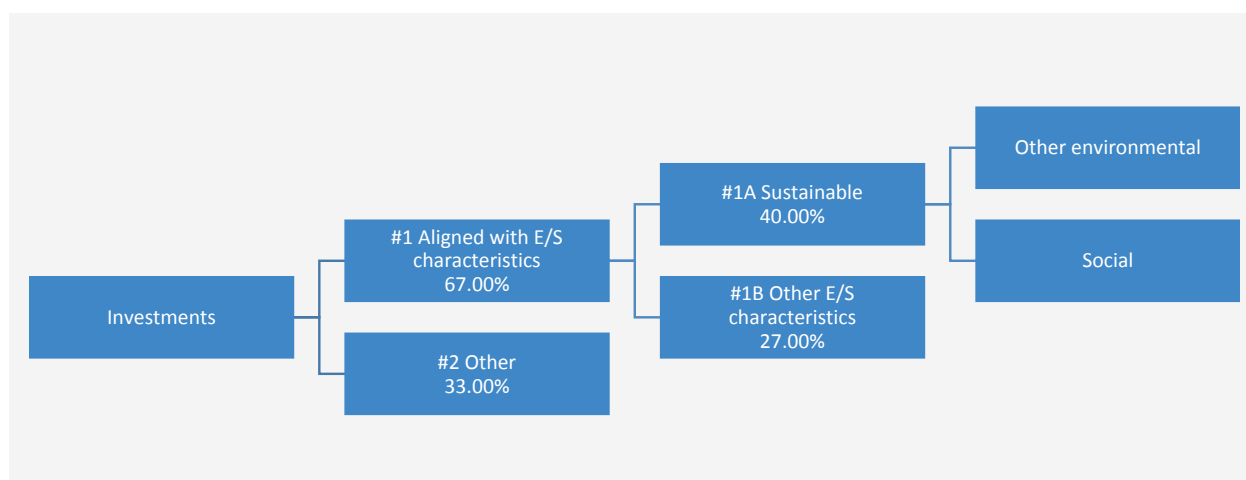 Investments
#1 Aligned with E/S
characteristics
67.00%
#2 Other
33.00%
#1A Sustainable
40.00%
#1B Other E/S
characteristics
27.00%
Other environmental
Social